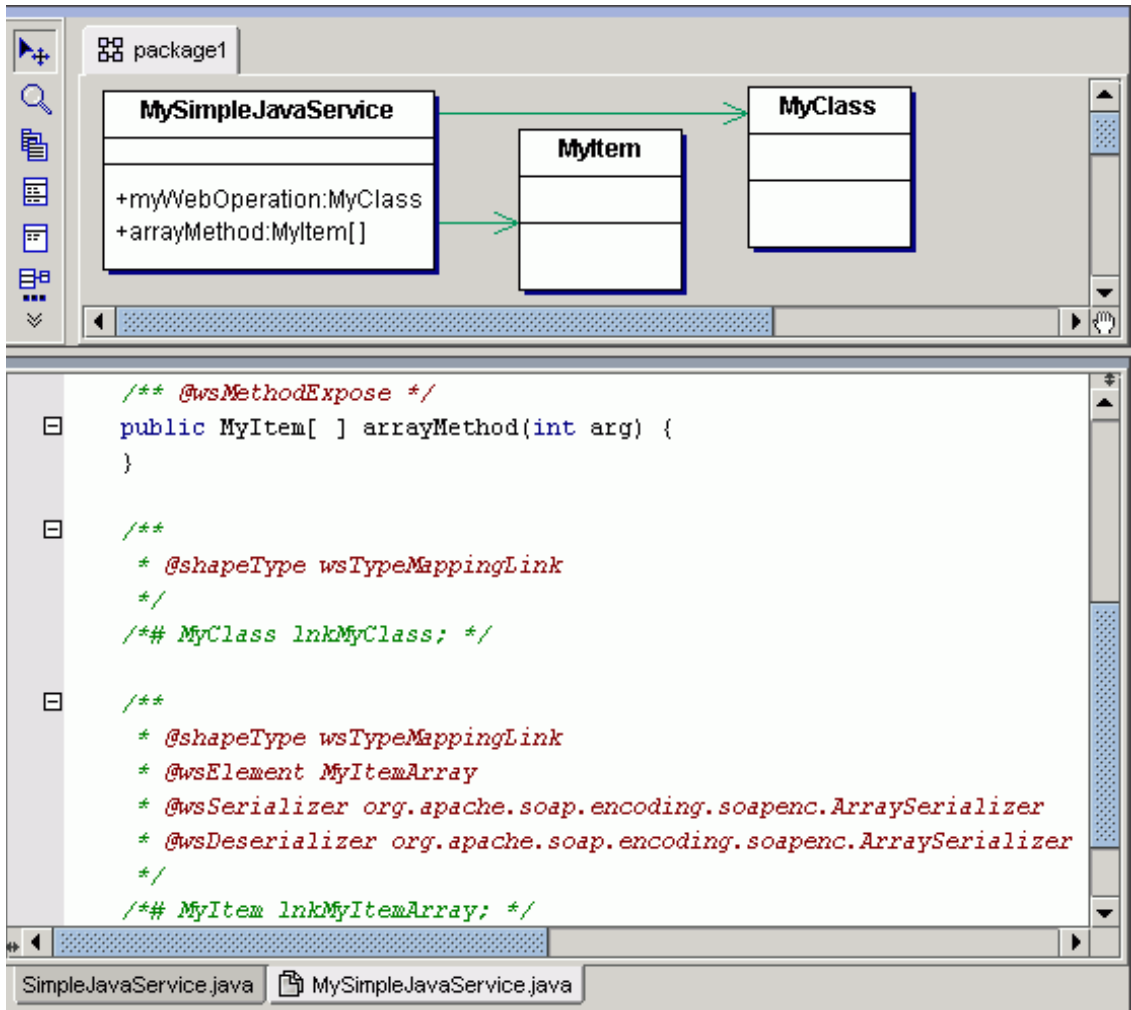 package1
MySimpleJavaService
MyClass
MyItem
+myWebOperation:MyClass
+arrayMethod:MyItem[]
/** @wsMethodExpose */
public MyItem[ ] arrayMethod(int arg) {
}
/**
* @shapeType wsTypeMappingLink
*/
/*# MyClass lnkMyClass; */
/**
* @shapeType wsTypeMappingLink
* @wsElement MyItemArray
* @wsSerializer org.apache.soap.encoding.soapenc.ArraySerializer
* @wsDeserializer org.apache.soap.encoding.soapenc.ArraySerializer
*/
/*# MyItem lnkMyItemArray; */
SimpleJavaService.java
MySimpleJavaService.java